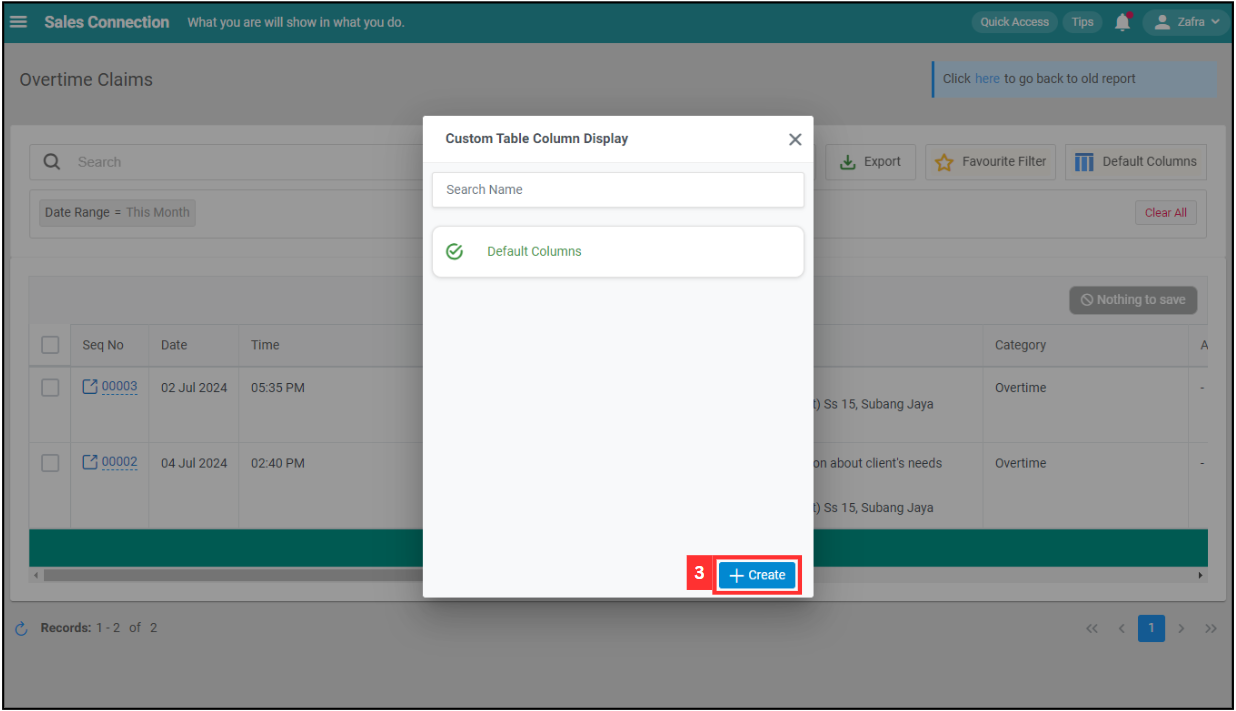 Sales Connection What you are will show in what you do. Quick Access Tips Zafra
Overtime Claims
Click here to go back to old report
Custom Table Column Display
Search Export Favourite Filter Default Columns
Search Name
Date Range = This Month Clear All
Default Columns
Nothing to save
Seq No Date Time Category A
00003 02 Jul 2024 05:35 PM Overtime -
t) Ss 15, Subang Jaya
00002 04 Jul 2024 02:40 PM on about client's needs Overtime -
t) Ss 15, Subang Jaya
3 + Create
Records: 1 - 2 of 2 << < 1 > >>